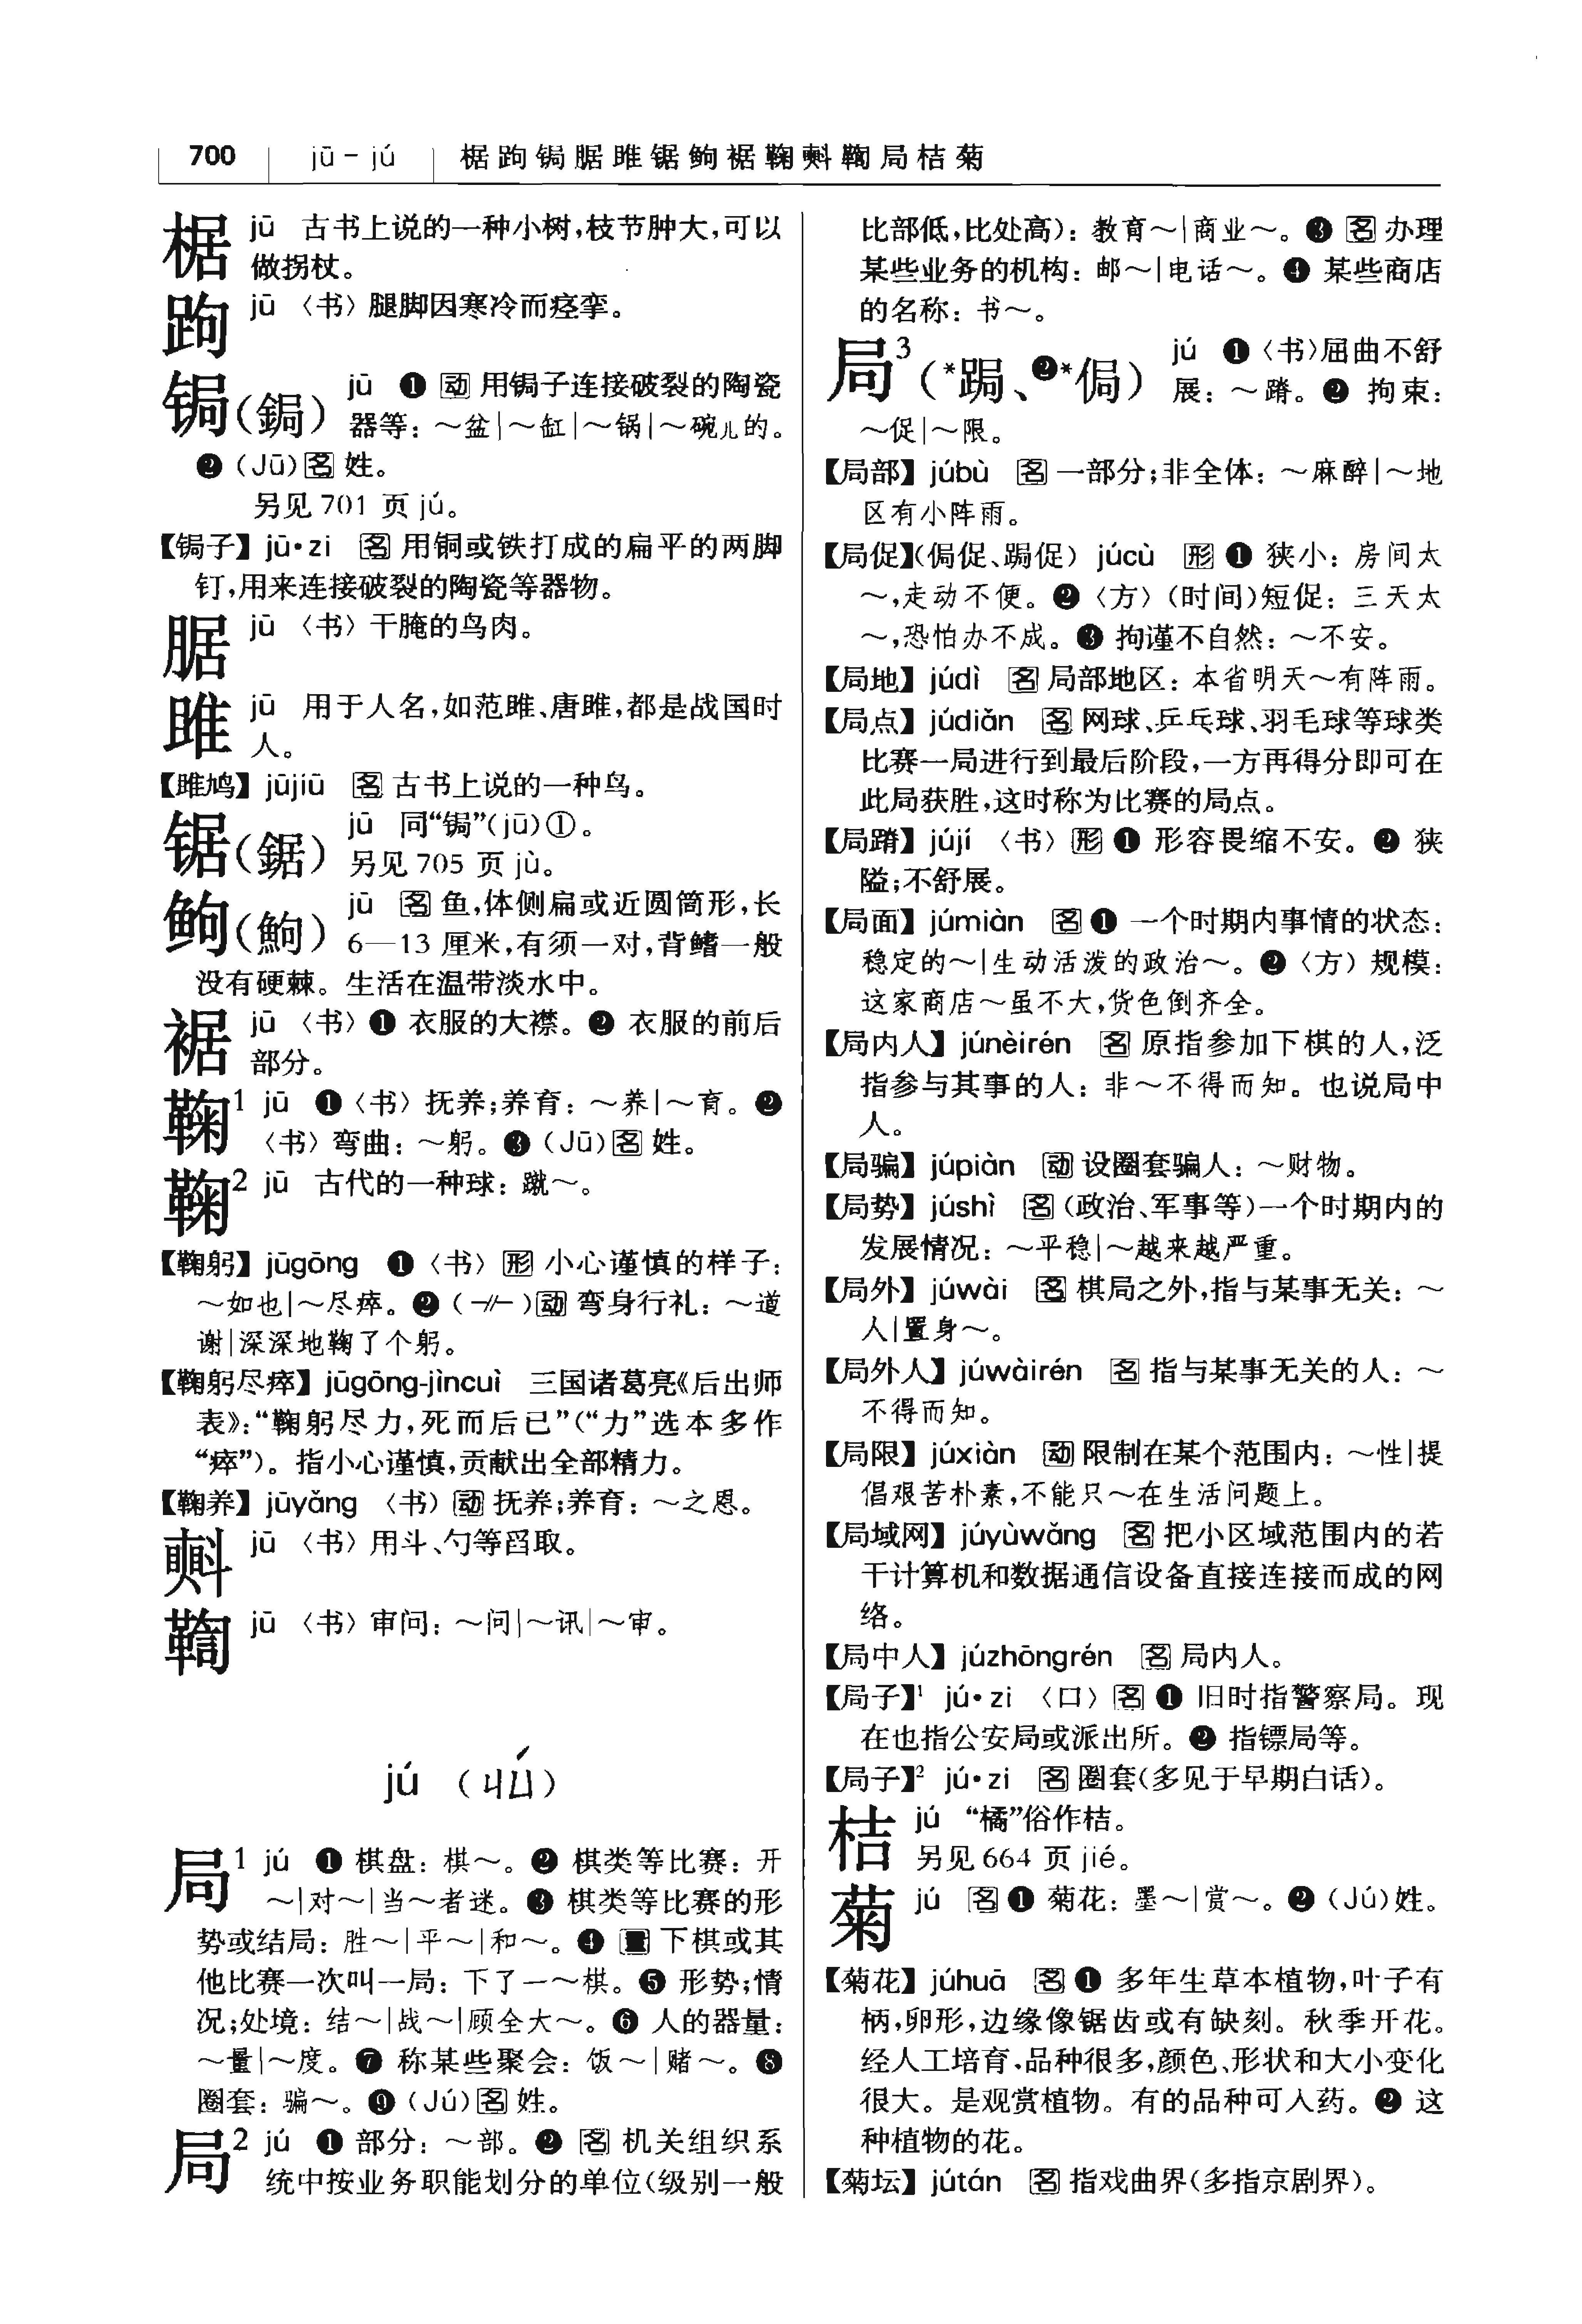 700 jū－jú 椐跔锔腒雎锯𬶋裾鞠𣂪鞫局桔菊
椐 jū 古书上说的一种小树,枝节肿大,可以
做拐杖。
跔 jū 〈书〉腿脚因寒冷而痉挛。
锔(鋦) jū ❶ 动 用锔子连接破裂的陶瓷
器等：～盆|～缸|～锅|～碗儿的。
❷（Jū）名 姓。
另见 701 页 jú。
【锔子】jū·zi 名 用铜或铁打成的扁平的两脚
钉,用来连接破裂的陶瓷等器物。
腒 jū 〈书〉干腌的鸟肉。
雎 jū 用于人名,如范雎、唐雎,都是战国时
人。
【雎鸠】jūjiū 名 古书上说的一种鸟。
锯(鋸) jū 同“锔”(jū)①。
另见 705 页 jù。
𬶋(鮈) jū 名 鱼,体侧扁或近圆筒形,长
6—13 厘米,有须一对,背鳍一般
没有硬棘。生活在温带淡水中。
裾 jū 〈书〉❶ 衣服的大襟。❷ 衣服的前后
部分。
鞠¹ jū ❶〈书〉抚养;养育：～养|～育。❷
〈书〉弯曲：～躬。❸（Jū）名 姓。
鞠² jū 古代的一种球：蹴～。
【鞠躬】jūgōng ❶〈书〉形 小心谨慎的样子：
～如也|～尽瘁。❷（-//-）动 弯身行礼：～道
谢|深深地鞠了个躬。
【鞠躬尽瘁】jūgōng-jìncuì 三国诸葛亮《后出师
表》：“鞠躬尽力,死而后已”(“力”选本多作
“瘁”)。指小心谨慎,贡献出全部精力。
【鞠养】jūyǎng 〈书〉动 抚养;养育：～之恩。
𣂪 jū 〈书〉用斗、勺等舀取。
鞫 jū 〈书〉审问：～问|～讯|～审。
jú （ㄐㄩˊ）
局¹ jú ❶ 棋盘：棋～。❷ 棋类等比赛：开
～|对～|当～者迷。❸ 棋类等比赛的形
势或结局：胜～|平～|和～。❹ 量 下棋或其
他比赛一次叫一局：下了一～棋。❺ 形势;情
况;处境：结～|战～|顾全大～。❻ 人的器量：
～量|～度。❼ 称某些聚会：饭～|赌～。❽
圈套：骗～。❾（Jú）名 姓。
局² jú ❶ 部分：～部。❷ 名 机关组织系
统中按业务职能划分的单位(级别一般
比部低,比处高)：教育～|商业～。❸ 名 办理
某些业务的机构：邮～|电话～。❹ 某些商店
的名称：书～。
局³（*跼、❷*侷） jú ❶〈书〉屈曲不舒
展：～蹐。❷ 拘束：
～促|～限。
【局部】júbù 名 一部分;非全体：～麻醉|～地
区有小阵雨。
【局促】(侷促、跼促) júcù 形 ❶ 狭小：房间太
～,走动不便。❷〈方〉(时间)短促：三天太
～,恐怕办不成。❸ 拘谨不自然：～不安。
【局地】júdì 名 局部地区：本省明天～有阵雨。
【局点】júdiǎn 名 网球、乒乓球、羽毛球等球类
比赛一局进行到最后阶段,一方再得分即可在
此局获胜,这时称为比赛的局点。
【局蹐】jújí 〈书〉形 ❶ 形容畏缩不安。❷ 狭
隘;不舒展。
【局面】júmiàn 名 ❶ 一个时期内事情的状态：
稳定的～|生动活泼的政治～。❷〈方〉规模：
这家商店～虽不大,货色倒齐全。
【局内人】júnèirén 名 原指参加下棋的人,泛
指参与其事的人：非～不得而知。也说局中
人。
【局骗】júpiàn 动 设圈套骗人：～财物。
【局势】júshì 名 (政治、军事等)一个时期内的
发展情况：～平稳|～越来越严重。
【局外】júwài 名 棋局之外,指与某事无关：～
人|置身～。
【局外人】júwàirén 名 指与某事无关的人：～
不得而知。
【局限】júxiàn 动 限制在某个范围内：～性|提
倡艰苦朴素,不能只～在生活问题上。
【局域网】júyùwǎng 名 把小区域范围内的若
干计算机和数据通信设备直接连接而成的网
络。
【局中人】júzhōngrén 名 局内人。
【局子】¹ jú·zi 〈口〉名 ❶ 旧时指警察局。现
在也指公安局或派出所。❷ 指镖局等。
【局子】² jú·zi 名 圈套(多见于早期白话)。
桔 jú “橘”俗作桔。
另见 664 页 jié。
菊 jú 名 ❶ 菊花：墨～|赏～。❷（Jú）姓。
【菊花】júhuā 名 ❶ 多年生草本植物,叶子有
柄,卵形,边缘像锯齿或有缺刻。秋季开花。
经人工培育,品种很多,颜色、形状和大小变化
很大。是观赏植物。有的品种可入药。❷ 这
种植物的花。
【菊坛】jútán 名 指戏曲界(多指京剧界)。